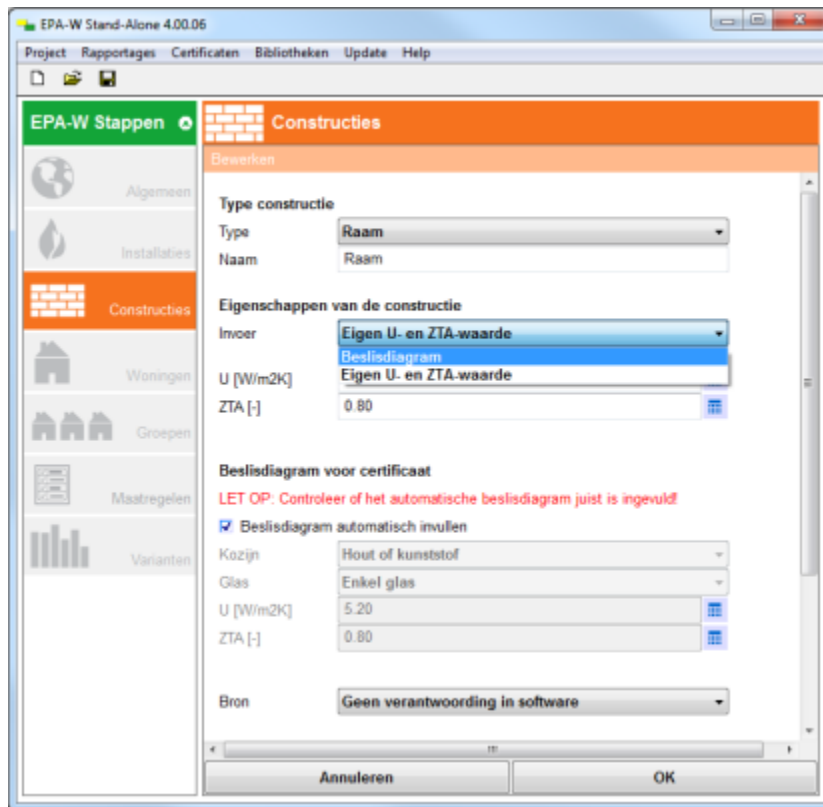 EPA-W Stand-Alone 4.00.06
Project Rapportages Certificaten Bibliotheken Update Help
EPA-W Stappen
Constructies
Bewerken
Algemeen
Installaties
Constructies
Woningen
Groepen
Maatregelen
Varianten
Type constructie
Type Raam
Naam Raam
Eigenschappen van de constructie
Invoer Eigen U- en ZTA-waarde
Beslisdiagram
Eigen U- en ZTA-waarde
U [W/m2K]
ZTA [-] 0.80
Beslisdiagram voor certificaat
LET OP: Controleer of het automatische beslisdiagram juist is ingevuld!
Beslisdiagram automatisch invullen
Kozijn Hout of kunststof
Glas Enkel glas
U [W/m2K] 5.20
ZTA [-] 0.80
Bron Geen verantwoording in software
Annuleren OK